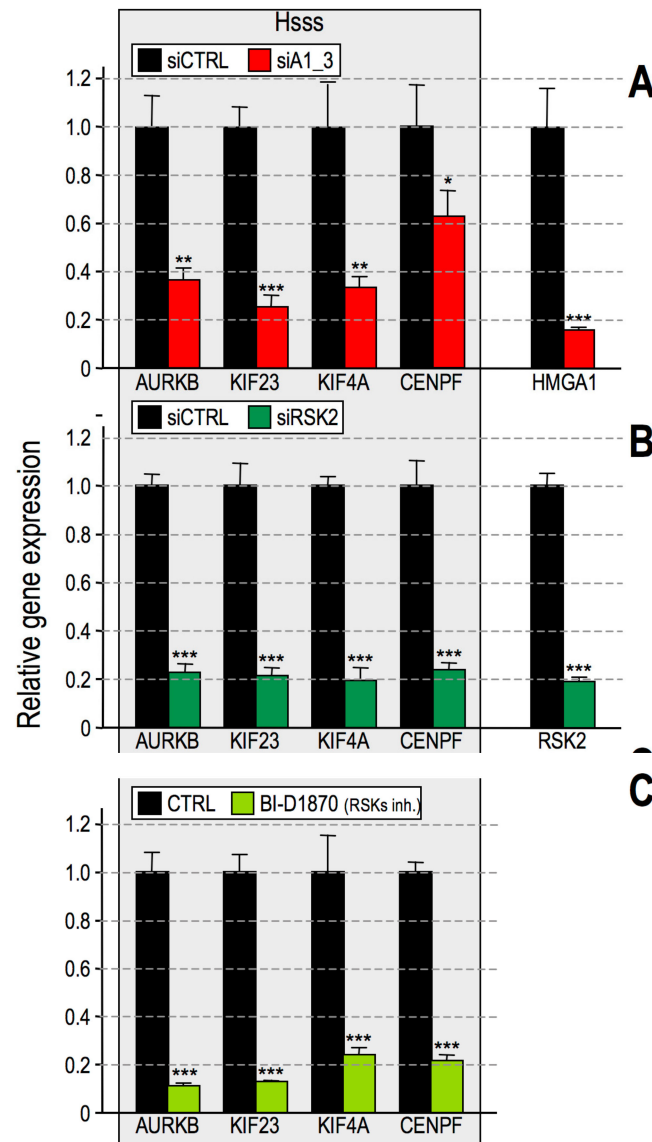 Hsss
siCTRL siA1_3
A
1.2
1.0
0.8
0.6
0.4
0.2
0
** *** ** * ***
AURKB KIF23 KIF4A CENPF HMGA1
Relative gene expression
siCTRL siRSK2
B
1.2
1.0
0.8
0.6
0.4
0.2
0
*** *** *** *** ***
AURKB KIF23 KIF4A CENPF RSK2
CTRL BI-D1870 (RSKs inh.)
C
1.2
1.0
0.8
0.6
0.4
0.2
0
*** *** *** ***
AURKB KIF23 KIF4A CENPF